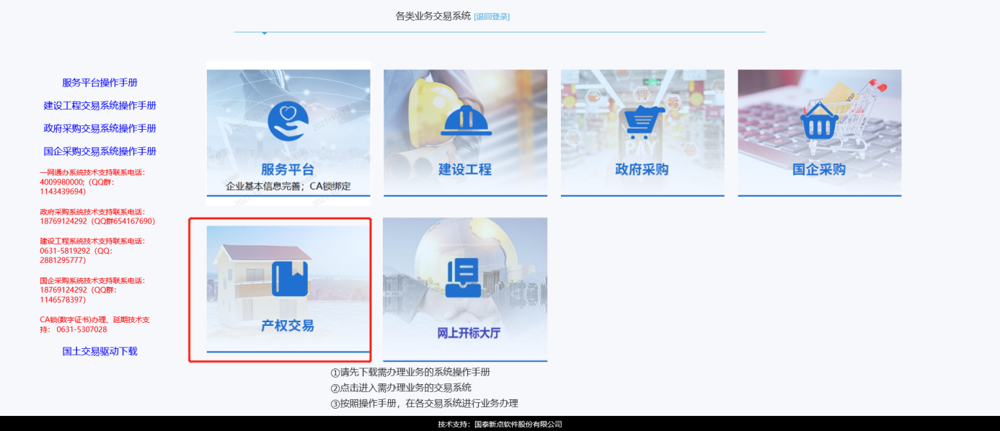 各类业务交易系统 [退回登录]
服务平台操作手册
建设工程交易系统操作手册
政府采购交易系统操作手册
国企采购交易系统操作手册
一网通办系统技术支持联系电话：
4009980000;（QQ群：
1143439694）
政府采购系统技术支持联系电话：
18769124292（QQ群654167690）
建设工程系统技术支持联系电话：
0631-5819292（QQ：
2881295777）
国企采购系统技术支持联系电话：
18769124292（QQ群：
1146578397）
CA锁(数字证书)办理、延期技术支
持： 0631-5307028
国土交易驱动下载
服务平台
企业基本信息完善；CA锁绑定
建设工程
PAY
政府采购
VIP
国企采购
产权交易
网上开标大厅
①请先下载需办理业务的系统操作手册
②点击进入需办理业务的交易系统
③按照操作手册，在各交易系统进行业务办理
技术支持：国泰新点软件股份有限公司